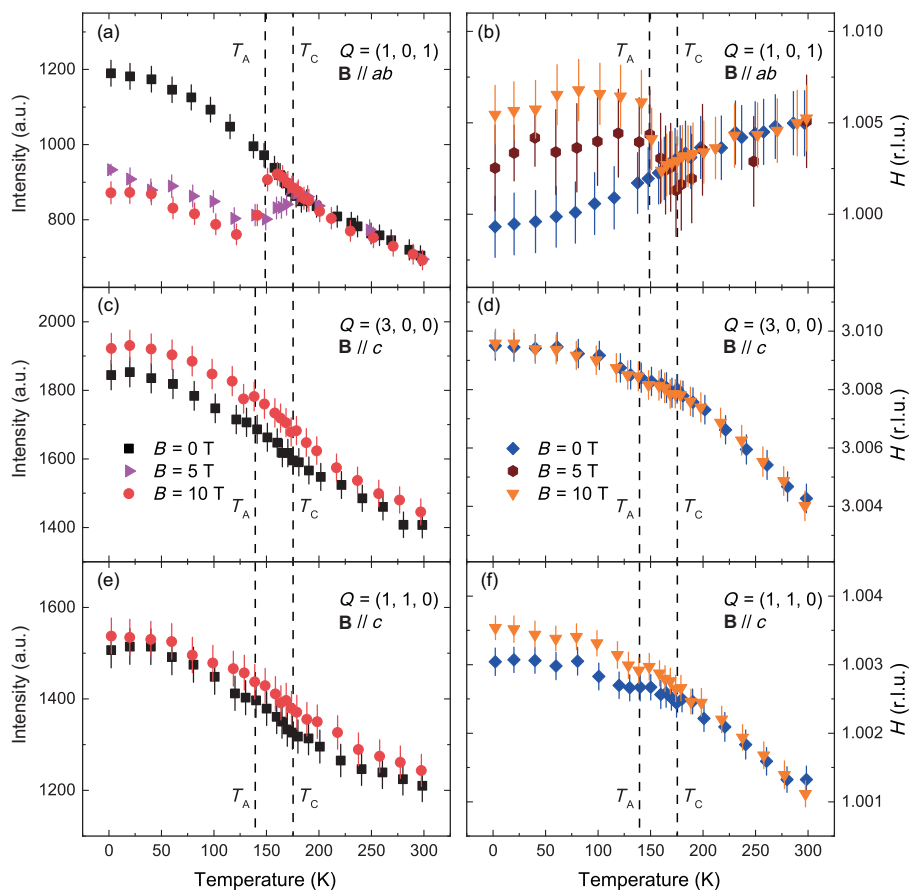 (a)
T_A
T_C
Q = (1, 0, 1)
B // ab
1200
1000
800
Intensity (a.u.)
(b)
T_A
T_C
Q = (1, 0, 1)
B // ab
1.010
1.005
1.000
H (r.l.u.)
(c)
Q = (3, 0, 0)
B // c
2000
1800
1600
1400
Intensity (a.u.)
B = 0 T
B = 5 T
B = 10 T
T_A
T_C
(d)
Q = (3, 0, 0)
B // c
3.010
3.008
3.006
3.004
H (r.l.u.)
B = 0 T
B = 5 T
B = 10 T
T_A
T_C
(e)
Q = (1, 1, 0)
B // c
1600
1400
1200
Intensity (a.u.)
T_A
T_C
0 50 100 150 200 250 300
Temperature (K)
(f)
Q = (1, 1, 0)
B // c
1.004
1.003
1.002
1.001
H (r.l.u.)
T_A
T_C
0 50 100 150 200 250 300
Temperature (K)